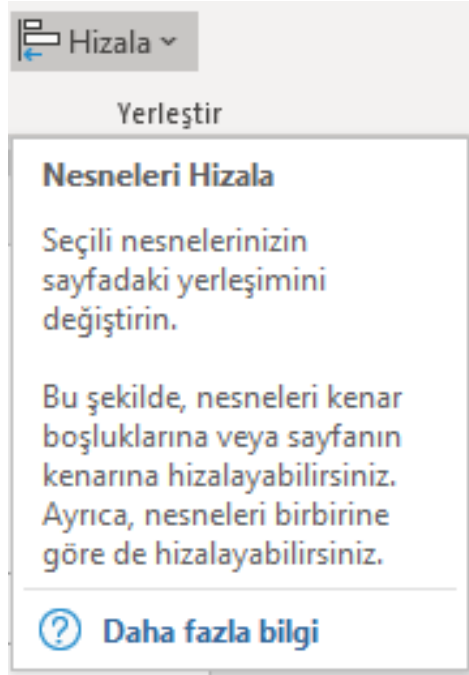 Hizala
Yerleştir
Nesneleri Hizala
Seçili nesnelerinizin
sayfadaki yerleşimini
değiştirin.
Bu şekilde, nesneleri kenar
boşluklarına veya sayfanın
kenarına hizalayabilirsiniz.
Ayrıca, nesneleri birbirine
göre de hizalayabilirsiniz.
? Daha fazla bilgi